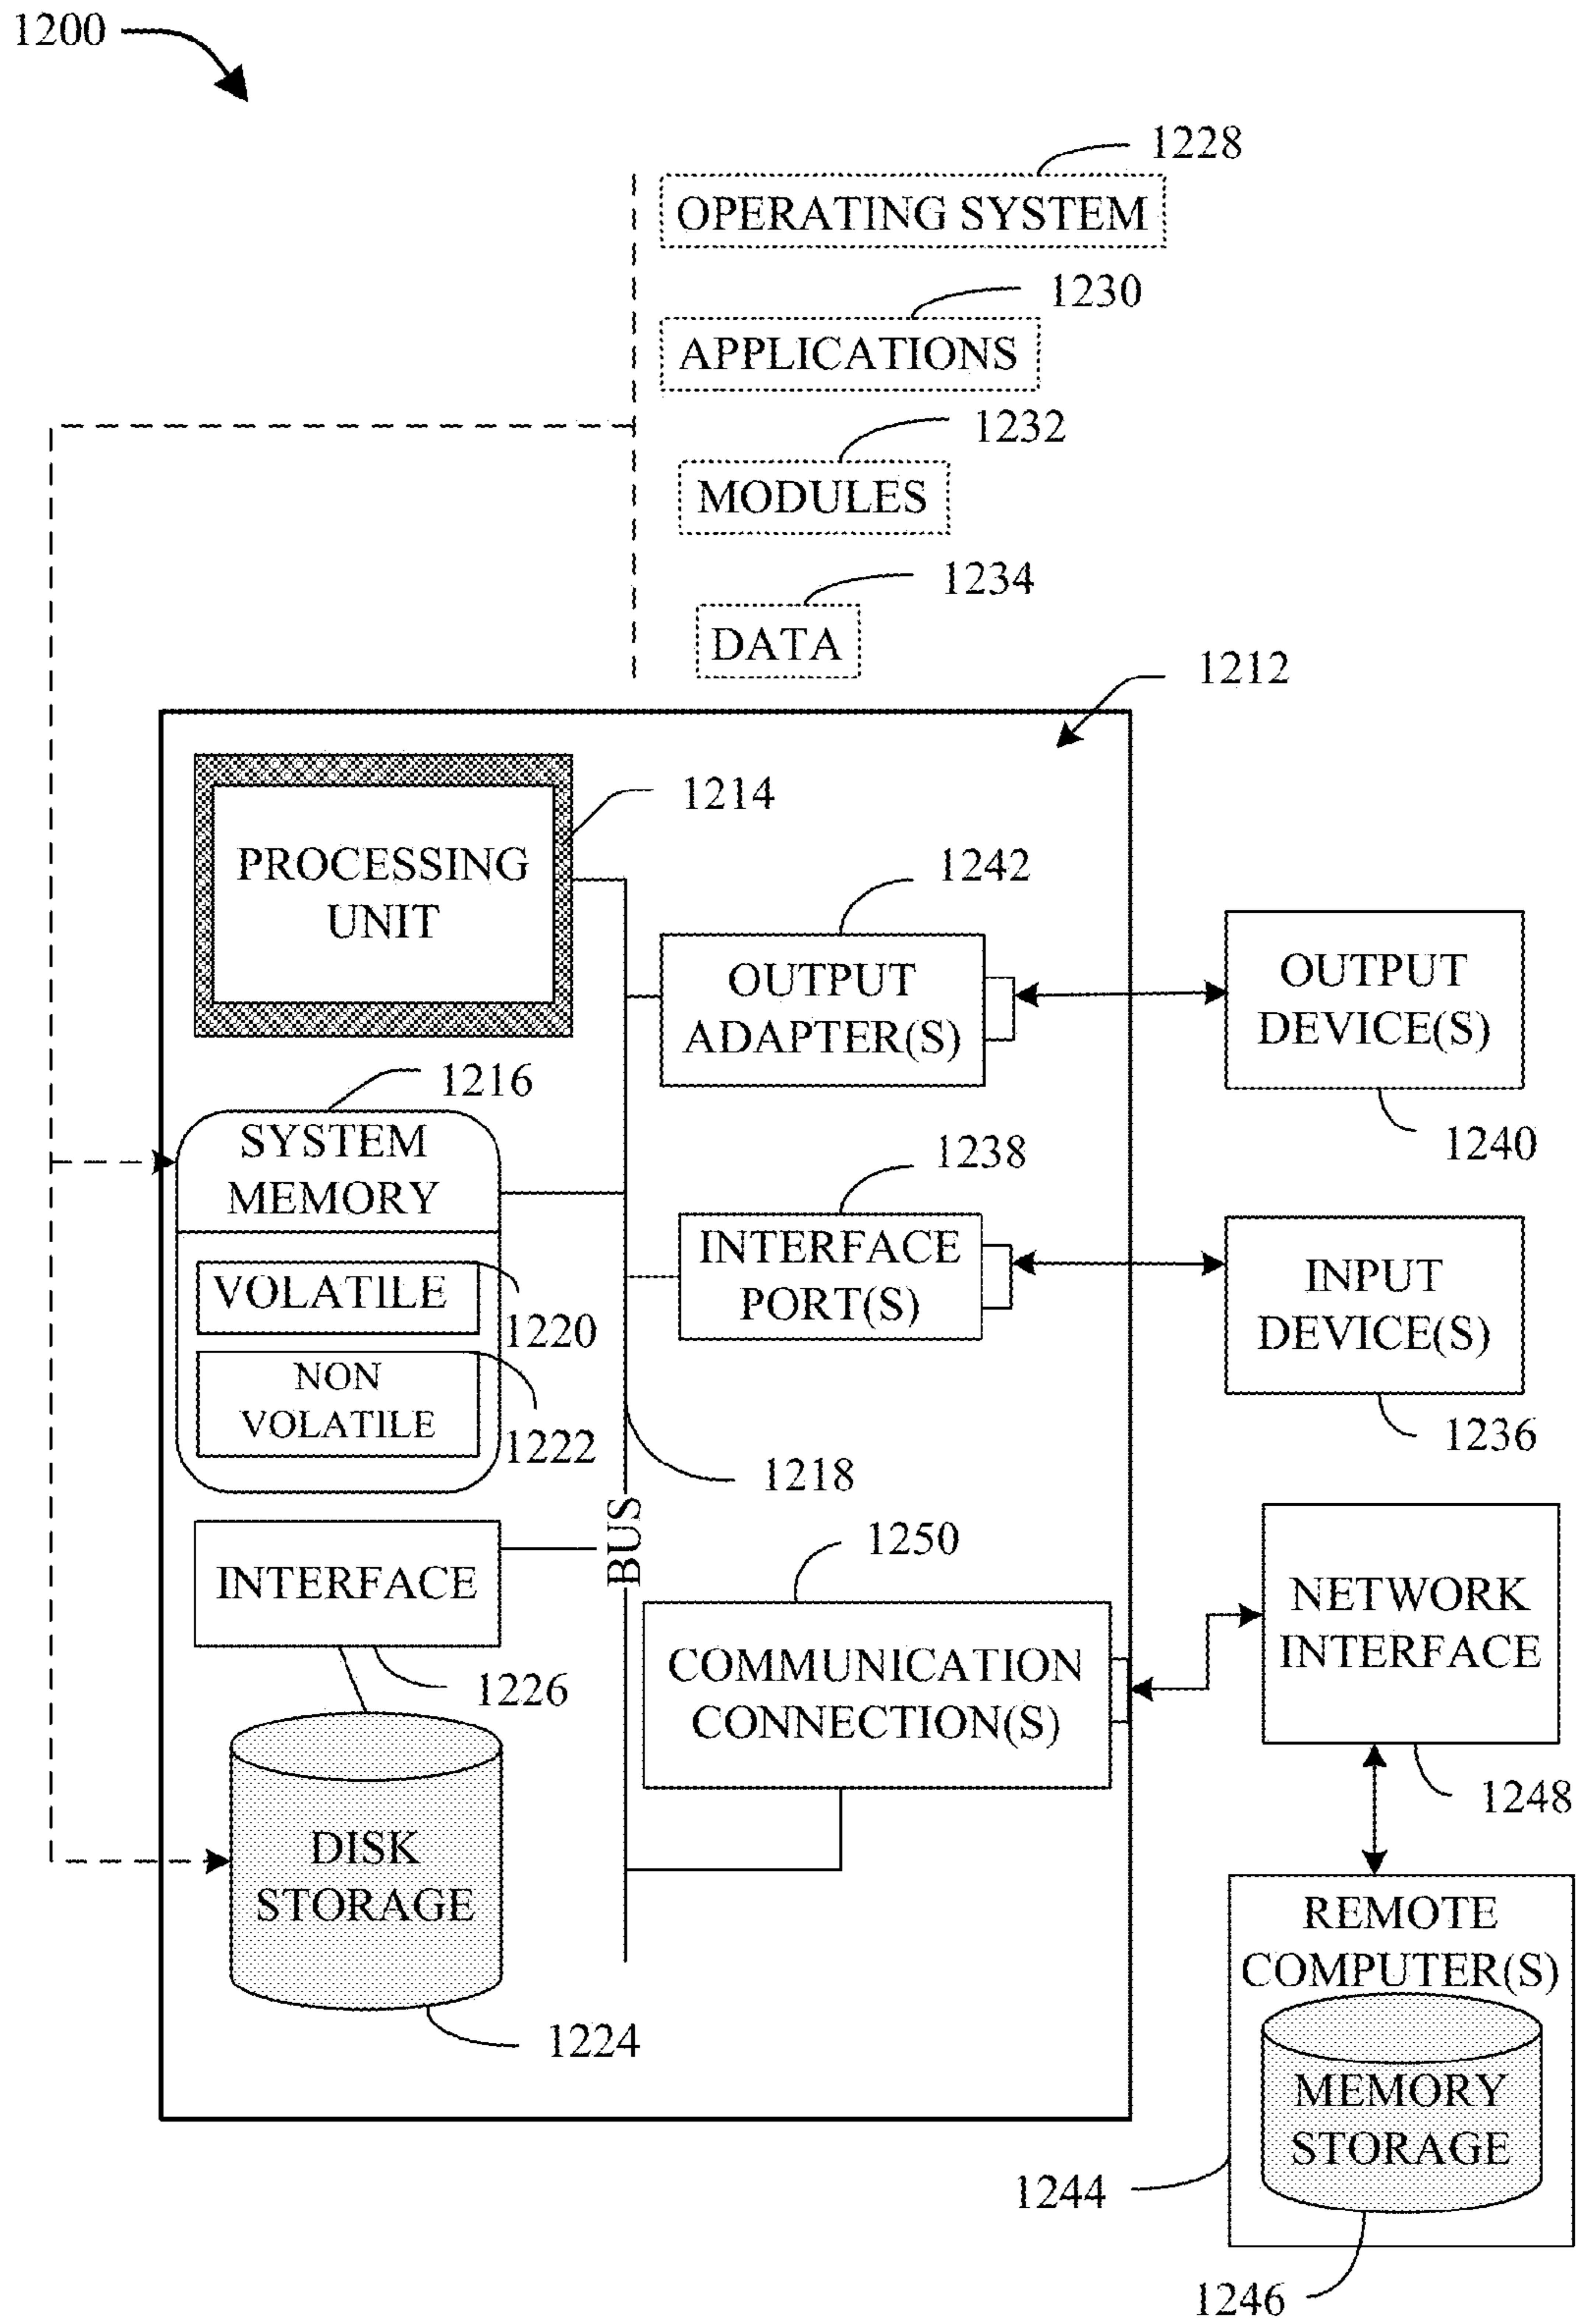 1200
1228
OPERATING SYSTEM
1230
APPLICATIONS
1232
MODULES
1234
DATA
1212
1214
PROCESSING
UNIT
1242
OUTPUT
ADAPTER(S)
OUTPUT
DEVICE(S)
1240
1216
SYSTEM
MEMORY
VOLATILE
1220
NON
VOLATILE
1222
1238
INTERFACE
PORT(S)
INPUT
DEVICE(S)
1236
1218
BUS
INTERFACE
1226
1250
COMMUNICATION
CONNECTION(S)
NETWORK
INTERFACE
1248
DISK
STORAGE
1224
REMOTE
COMPUTER(S)
MEMORY
STORAGE
1244
1246